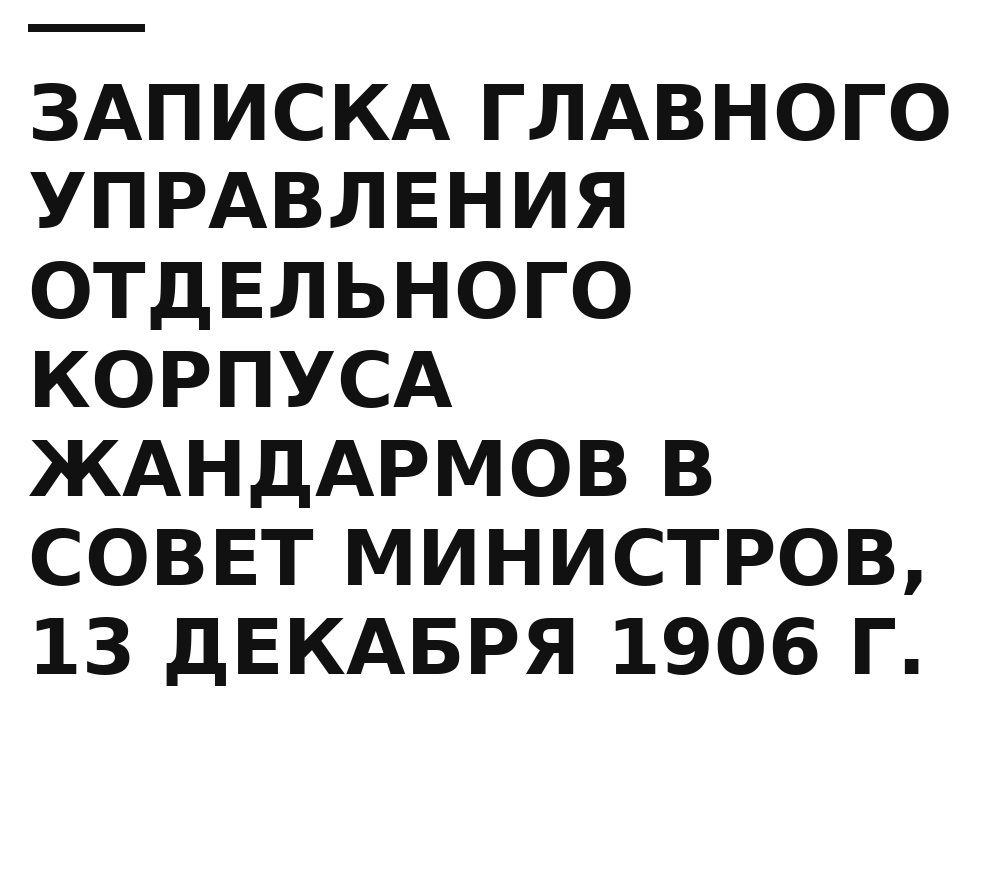 ЗАПИСКА ГЛАВНОГО
УПРАВЛЕНИЯ
ОТДЕЛЬНОГО
КОРПУСА
ЖАНДАРМОВ В
СОВЕТ МИНИСТРОВ,
13 ДЕКАБРЯ 1906 Г.